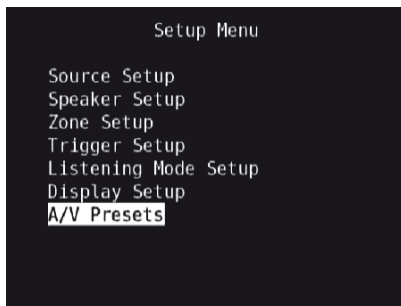 Setup Menu
Source Setup
Speaker Setup
Zone Setup
Trigger Setup
Listening Mode Setup
Display Setup
A/V Presets